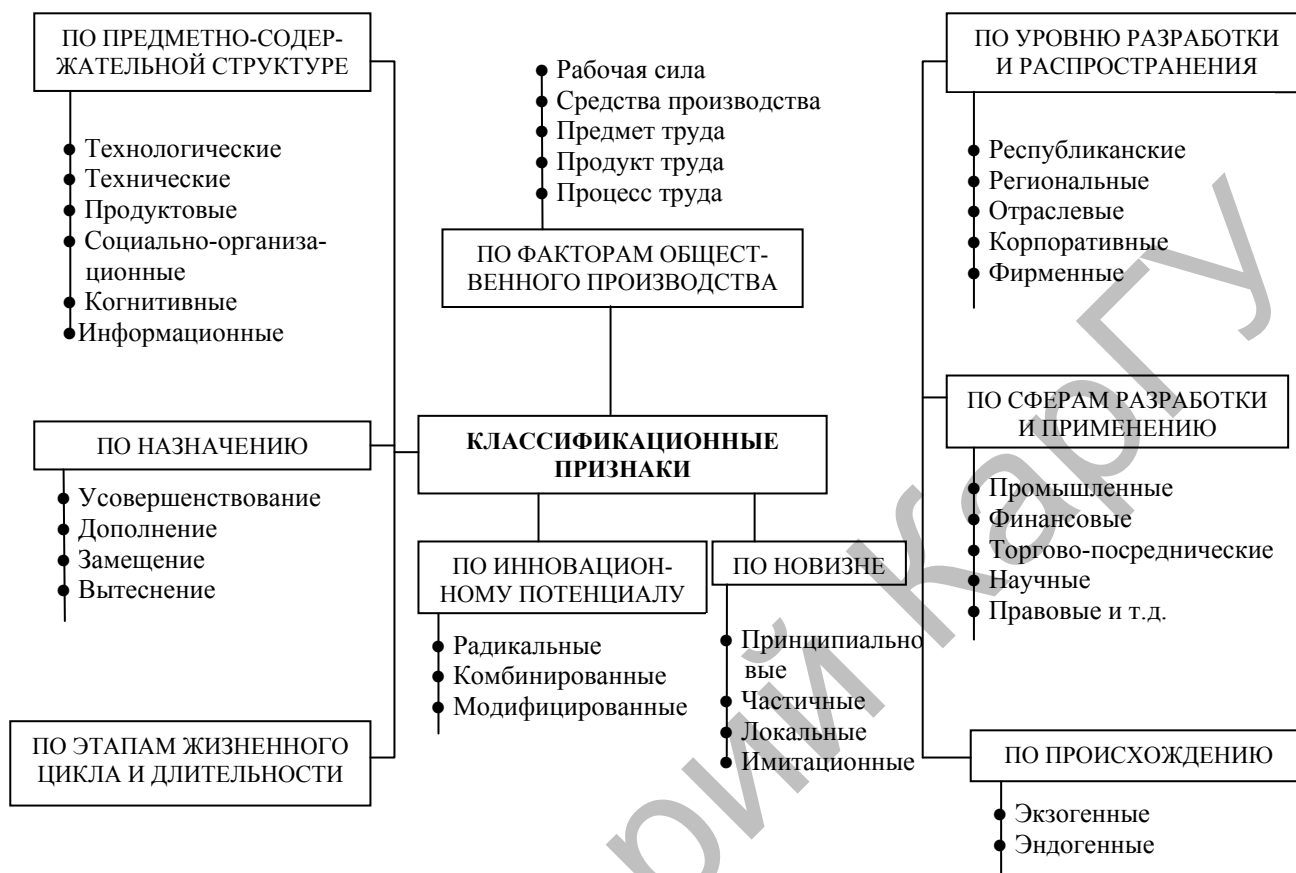 ПО ПРЕДМЕТНО-СОДЕР-
ЖАТЕЛЬНОЙ СТРУКТУРЕ
Технологические
Технические
Продуктовые
Социально-организа-
ционные
Когнитивные
Информационные
ПО НАЗНАЧЕНИЮ
Усовершенствование
Дополнение
Замещение
Вытеснение
ПО ЭТАПАМ ЖИЗНЕННОГО
ЦИКЛА И ДЛИТЕЛЬНОСТИ
Рабочая сила
Средства производства
Предмет труда
Продукт труда
Процесс труда
ПО ФАКТОРАМ ОБЩЕСТ-
ВЕННОГО ПРОИЗВОДСТВА
КЛАССИФИКАЦИОННЫЕ
ПРИЗНАКИ
ПО ИННОВАЦИОН-
НОМУ ПОТЕНЦИАЛУ
Радикальные
Комбинированные
Модифицированные
ПО НОВИЗНЕ
Принципиально
вые
Частичные
Локальные
Имитационные
ПО УРОВНЮ РАЗРАБОТКИ
И РАСПРОСТРАНЕНИЯ
Республиканские
Региональные
Отраслевые
Корпоративные
Фирменные
ПО СФЕРАМ РАЗРАБОТКИ
И ПРИМЕНЕНИЮ
Промышленные
Финансовые
Торгово-посреднические
Научные
Правовые и т.д.
ПО ПРОИСХОЖДЕНИЮ
Экзогенные
Эндогенные
рий КарГУ